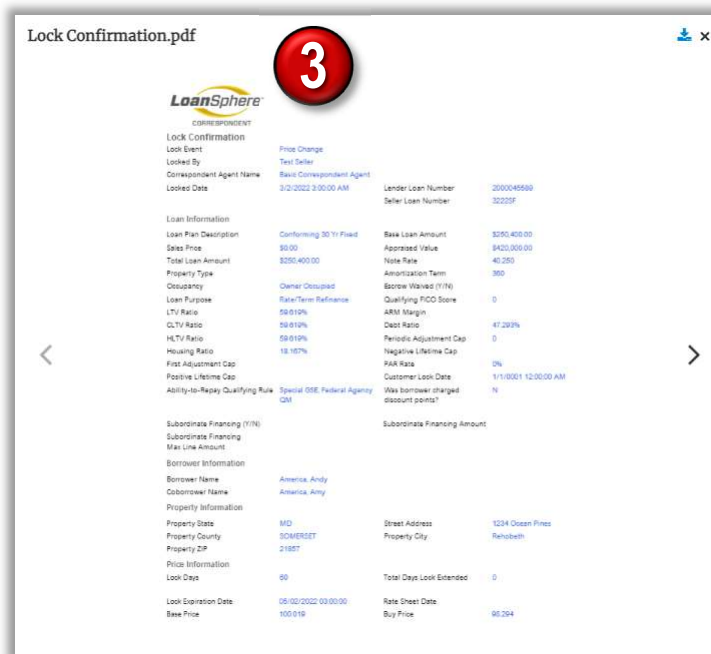 Lock Confirmation.pdf
3
LoanSphere
CORRESPONDENT
Lock Confirmation
Lock Event Price Change
Locked By Test Seller
Correspondent Agent Name Basic Correspondent Agent
Locked Date 3/2/2022 3:00:00 AM Lender Loan Number 2000045589
Seller Loan Number 32225F
Loan Information
Loan Plan Description Conforming 30 Yr Fixed Base Loan Amount $250,400.00
Sales Price $0.00 Appraised Value $420,000.00
Total Loan Amount $250,400.00 Note Rate 40.250
Property Type Amortization Term 360
Occupancy Owner Occupied Escrow Waived (Y/N)
Loan Purpose Rate/Term Refinance Qualifying FICO Score 0
LTV Ratio 59.619% ARM Margin
CLTV Ratio 59.619% Debt Ratio 47.293%
HLTV Ratio 59.619% Periodic Adjustment Cap 0
Housing Ratio 18.167% Negative Lifetime Cap
First Adjustment Cap PAR Rate 0%
Positive Lifetime Cap Customer Lock Date 1/1/0001 12:00:00 AM
Ability-to-Repay Qualifying Rule Special GSE, Federal Agency Was borrower charged N
QM discount points?
Subordinate Financing (Y/N) Subordinate Financing Amount
Subordinate Financing
Max Line Amount
Borrower Information
Borrower Name America, Andy
Coborrower Name America, Amy
Property Information
Property State MD Street Address 1234 Ocean Pines
Property County SOMERSET Property City Rehobeth
Property ZIP 21857
Price Information
Lock Days 60 Total Days Lock Extended 0
Lock Expiration Date 05/02/2022 03:00:00 Rate Sheet Date
Base Price 100.019 Buy Price 98.294